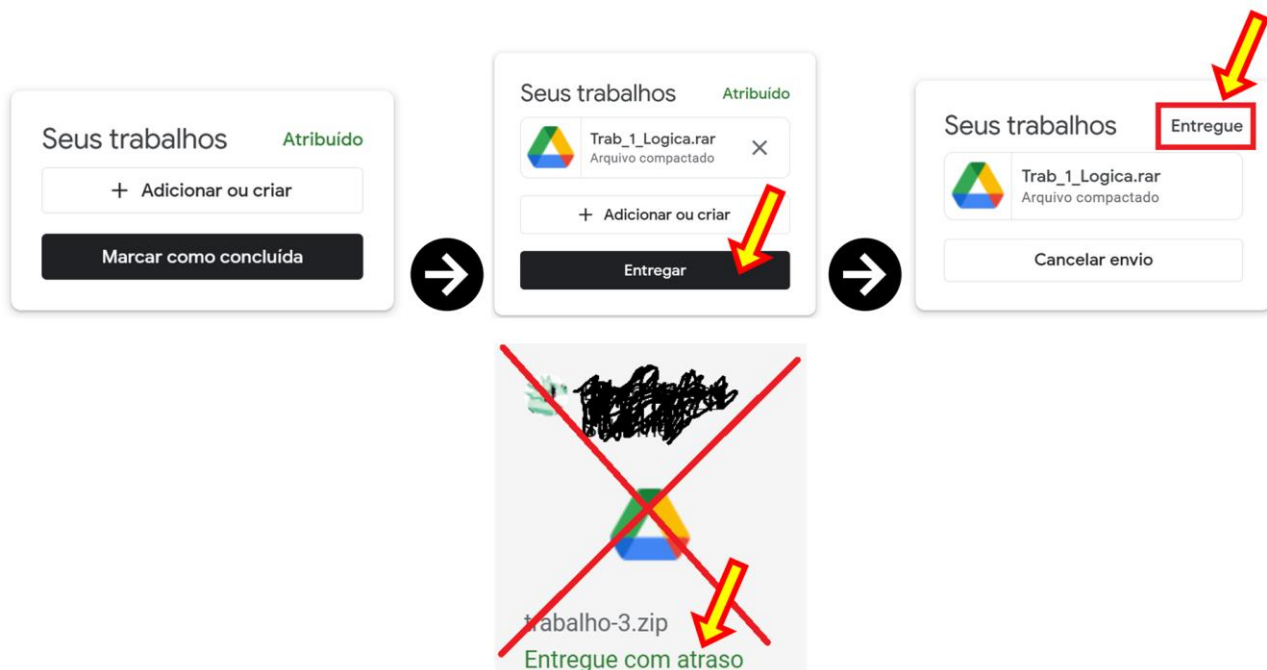 Seus trabalhos Atribuído
+ Adicionar ou criar
Marcar como concluída
Seus trabalhos Atribuído
Trab_1_Logica.rar
Arquivo compactado
+ Adicionar ou criar
Entregar
Seus trabalhos Entregue
Trab_1_Logica.rar
Arquivo compactado
Cancelar envio
trabalho-3.zip
Entregue com atraso